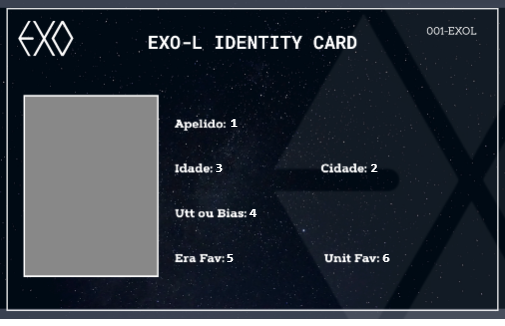 EXO
EXO-L IDENTITY CARD
001-EXOL
Apelido: 1
Idade: 3
Cidade: 2
Utt ou Bias: 4
Era Fav: 5
Unit Fav: 6